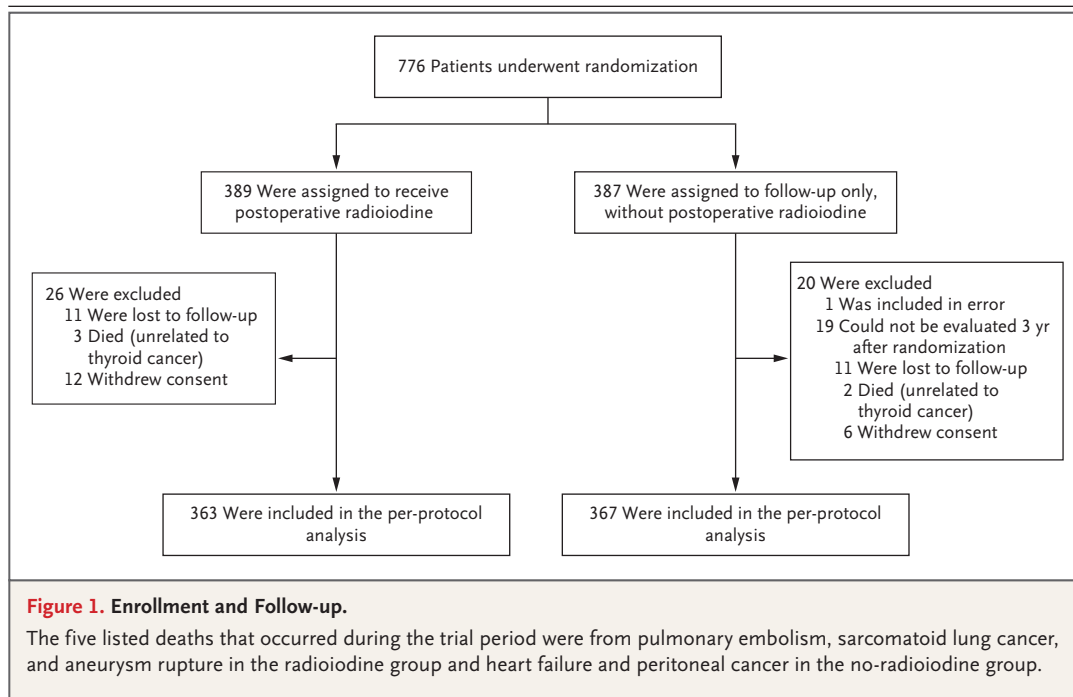 776 Patients underwent randomization
389 Were assigned to receive
postoperative radioiodine
387 Were assigned to follow-up only,
without postoperative radioiodine
26 Were excluded
11 Were lost to follow-up
3 Died (unrelated to
thyroid cancer)
12 Withdrew consent
20 Were excluded
1 Was included in error
19 Could not be evaluated 3 yr
after randomization
11 Were lost to follow-up
2 Died (unrelated to
thyroid cancer)
6 Withdrew consent
363 Were included in the per-protocol
analysis
367 Were included in the per-protocol
analysis
Figure 1. Enrollment and Follow-up.
The five listed deaths that occurred during the trial period were from pulmonary embolism, sarcomatoid lung cancer,
and aneurysm rupture in the radioiodine group and heart failure and peritoneal cancer in the no-radioiodine group.